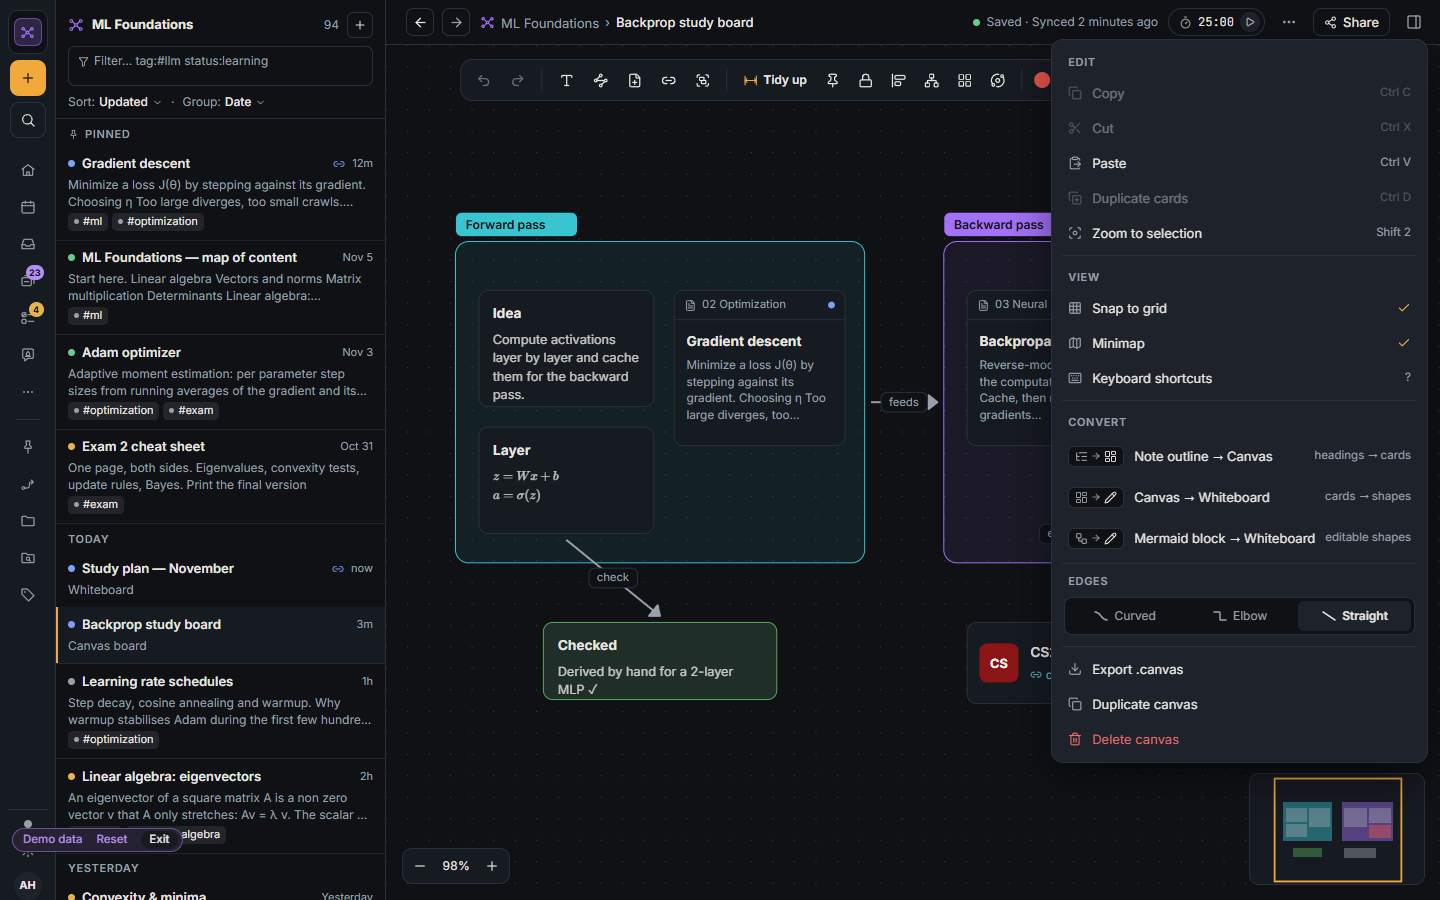 ML Foundations 94
Filter... tag:#llm status:learning
Sort: Updated · Group: Date
PINNED
Gradient descent 12m
Minimize a loss J(θ) by stepping against its gradient.
Choosing η Too large diverges, too small crawls....
#ml #optimization
ML Foundations — map of content Nov 5
Start here. Linear algebra Vectors and norms Matrix
multiplication Determinants Linear algebra:...
#ml
Adam optimizer Nov 3
Adaptive moment estimation: per parameter step
sizes from running averages of the gradient and its...
#optimization #exam
Exam 2 cheat sheet Oct 31
One page, both sides. Eigenvalues, convexity tests,
update rules, Bayes. Print the final version
#exam
TODAY
Study plan — November now
Whiteboard
Backprop study board 3m
Canvas board
Learning rate schedules 1h
Step decay, cosine annealing and warmup. Why
warmup stabilises Adam during the first few hundre...
#optimization
Linear algebra: eigenvectors 2h
An eigenvector of a square matrix A is a non zero
vector v that A only stretches: Av = λ v. The scalar ...
algebra
YESTERDAY
Convexity & minima Yesterday
23
4
Demo data Reset Exit
AH
ML Foundations › Backprop study board
Saved · Synced 2 minutes ago
25:00
Share
Tidy up
Forward pass
Idea
Compute activations
layer by layer and cache
them for the backward
pass.
02 Optimization
Gradient descent
Minimize a loss J(θ) by
stepping against its
gradient. Choosing η Too
large diverges, too...
Layer
z = Wx + b
a = σ(z)
check
feeds
Checked
Derived by hand for a 2-layer
MLP ✓
Backward pass
03 Neural
Backpropa
Reverse-mod
the computat
Cache, then
gradients...
CS
98%
EDIT
Copy Ctrl C
Cut Ctrl X
Paste Ctrl V
Duplicate cards Ctrl D
Zoom to selection Shift 2
VIEW
Snap to grid
Minimap
Keyboard shortcuts ?
CONVERT
Note outline → Canvas headings → cards
Canvas → Whiteboard cards → shapes
Mermaid block → Whiteboard editable shapes
EDGES
Curved Elbow Straight
Export .canvas
Duplicate canvas
Delete canvas